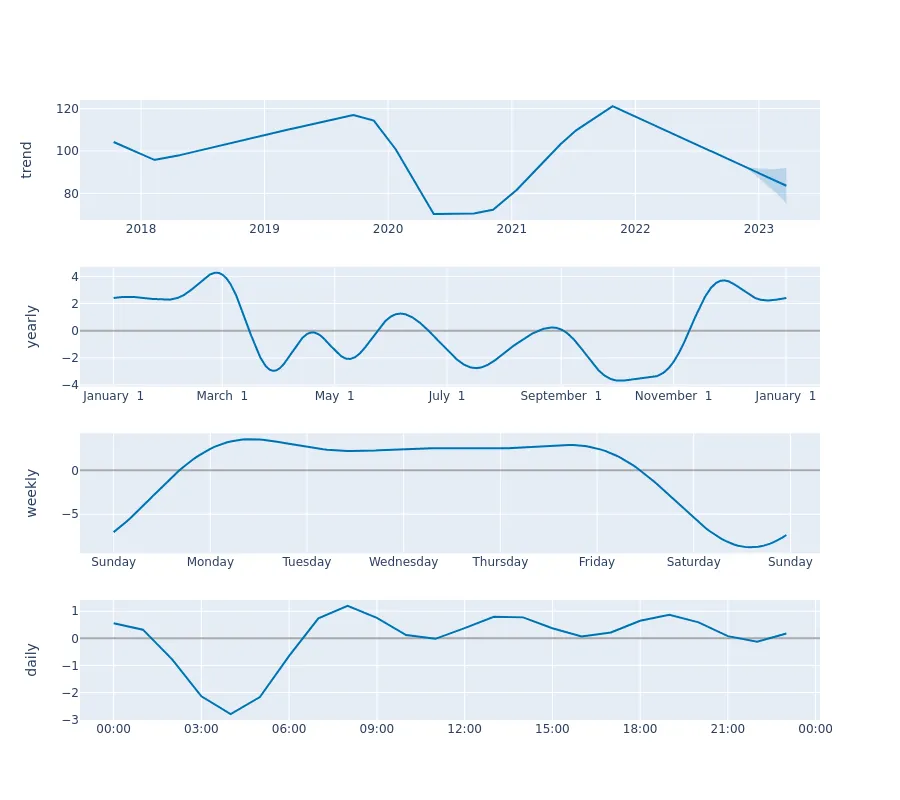 trend
120
100
80
2018 2019 2020 2021 2022 2023
yearly
4
2
0
−2
−4
January 1 March 1 May 1 July 1 September 1 November 1 January 1
weekly
0
−5
Sunday Monday Tuesday Wednesday Thursday Friday Saturday Sunday
daily
1
0
−1
−2
−3
00:00 03:00 06:00 09:00 12:00 15:00 18:00 21:00 00:00